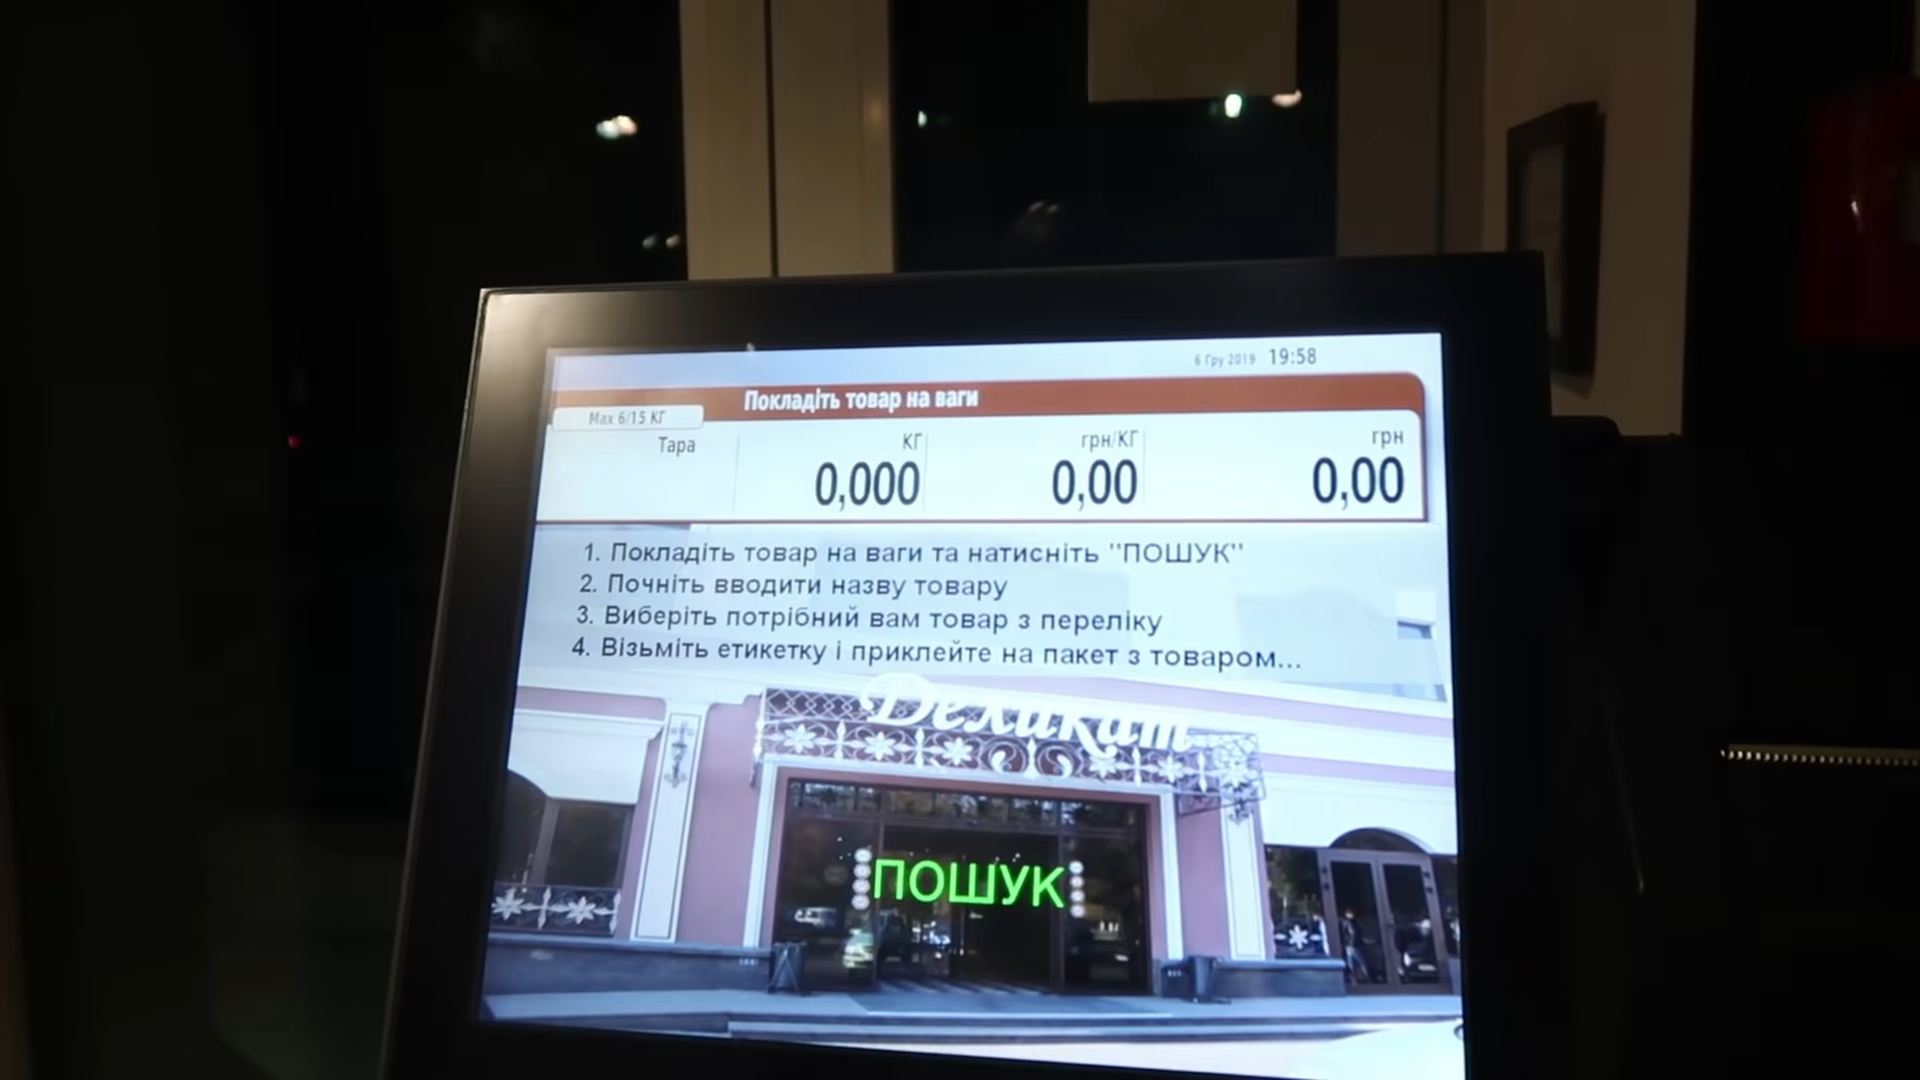 6 Гру 2019 19:58
Покладіть товар на ваги
Max 6/15 КГ
Тара КГ грн/КГ грн
0,000 0,00 0,00
1. Покладіть товар на ваги та натисніть "ПОШУК"
2. Почніть вводити назву товару
3. Виберіть потрібний вам товар з переліку
4. Візьміть етикетку і приклейте на пакет з товаром...
Делікат
ПОШУК